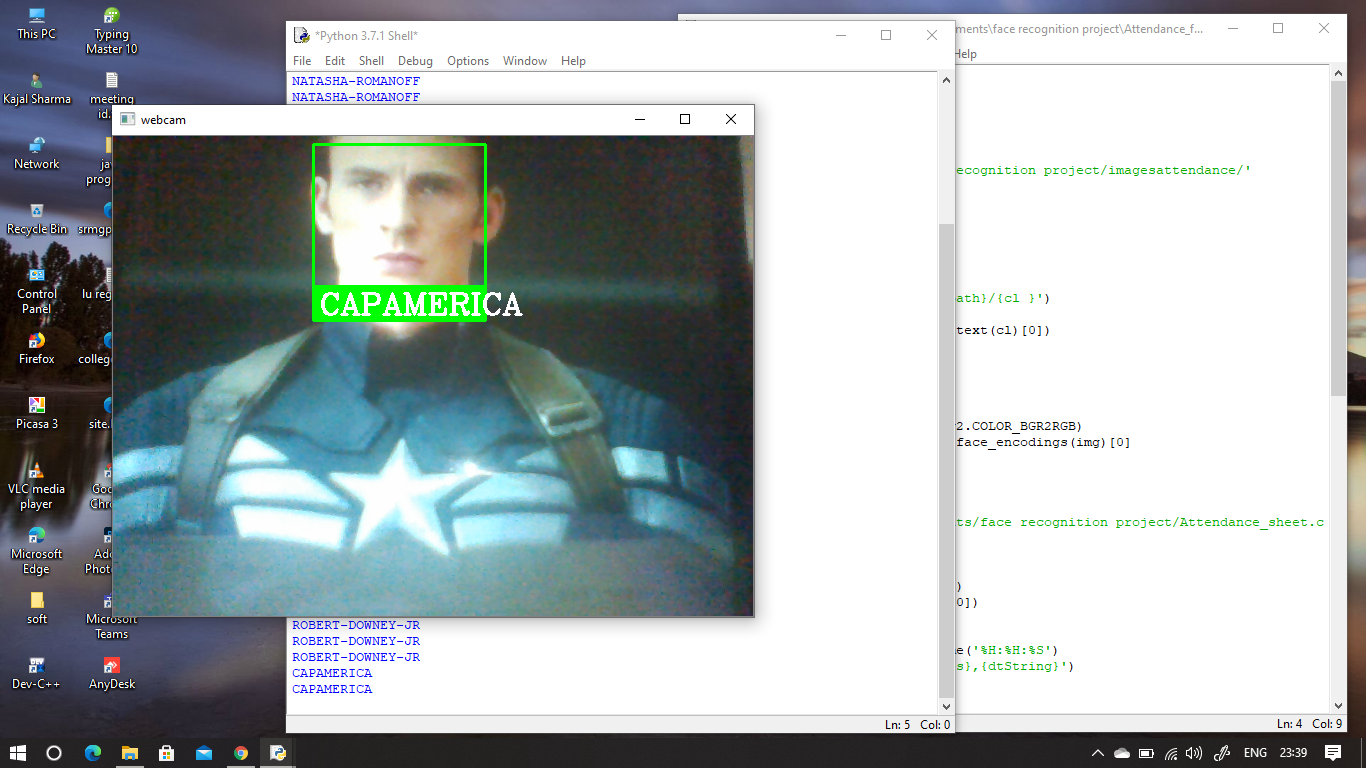 This PC
Typing
Master 10
Kajal Sharma
meeting
id.
Network
jav
prog
Recycle Bin
srmgp
Control
Panel
lu reg
Firefox
colleg
Picasa 3
site.
VLC media
player
Goo
Chro
Microsoft
Edge
Ado
Photo
soft
Microsoft
Teams
Dev-C++
AnyDesk
*Python 3.7.1 Shell*
File Edit Shell Debug Options Window Help
NATASHA-ROMANOFF
NATASHA-ROMANOFF
webcam
CAPAMERICA
ROBERT-DOWNEY-JR
ROBERT-DOWNEY-JR
ROBERT-DOWNEY-JR
CAPAMERICA
CAPAMERICA
Ln: 5 Col: 0
ments\face recognition project\Attendance_f...
Help
ecognition project/imagesattendance/'
ath}/{cl }')
text(cl)[0])
2.COLOR_BGR2RGB)
face_encodings(img)[0]
ts/face recognition project/Attendance_sheet.c
)
0])
e('%H:%H:%S')
s},{dtString}')
Ln: 4 Col: 9
ENG 23:39